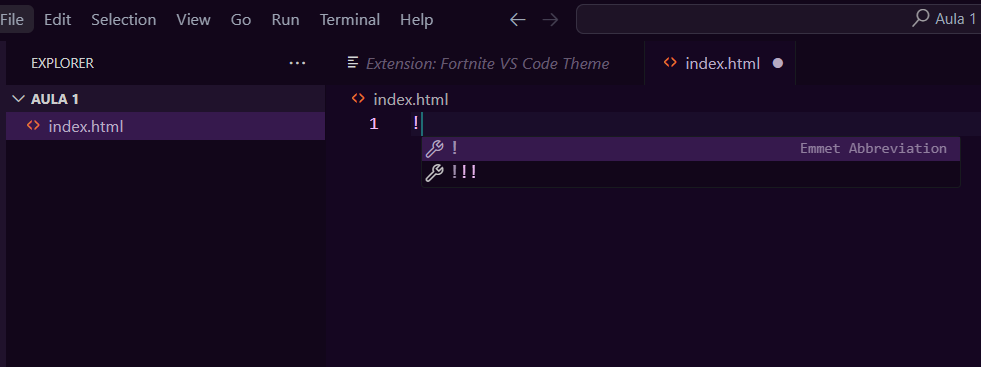 File Edit Selection View Go Run Terminal Help Aula 1
EXPLORER ··· Extension: Fortnite VS Code Theme index.html
AULA 1 index.html
index.html 1 !
! Emmet Abbreviation
!!!